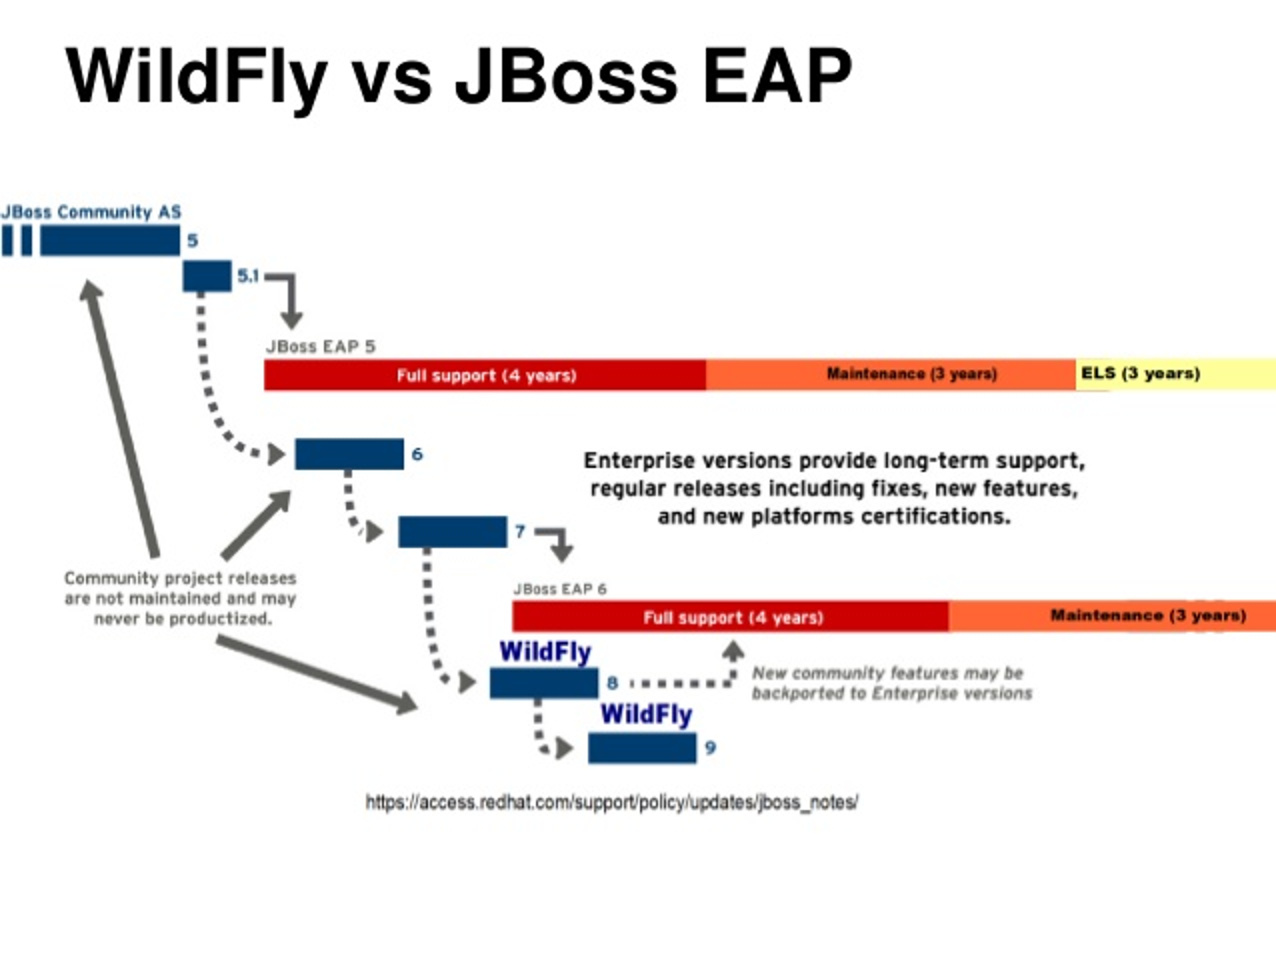 WildFly vs JBoss EAP
JBoss Community AS
5
5.1
JBoss EAP 5
Full support (4 years)
Maintenance (3 years)
ELS (3 years)
6
Enterprise versions provide long-term support,
regular releases including fixes, new features,
and new platforms certifications.
7
Community project releases
are not maintained and may
never be productized.
JBoss EAP 6
Full support (4 years)
Maintenance (3 years)
WildFly
8
New community features may be
backported to Enterprise versions
WildFly
9
https://access.redhat.com/support/policy/updates/jboss_notes/